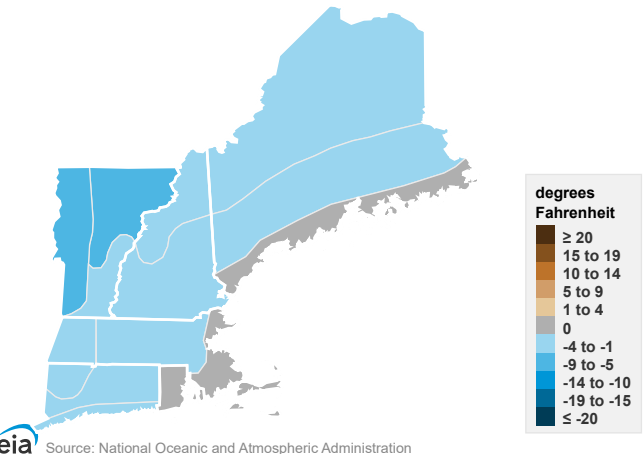 degrees
Fahrenheit
≥ 20
15 to 19
10 to 14
5 to 9
1 to 4
0
-4 to -1
-9 to -5
-14 to -10
-19 to -15
≤ -20
eia
Source: National Oceanic and Atmospheric Administration